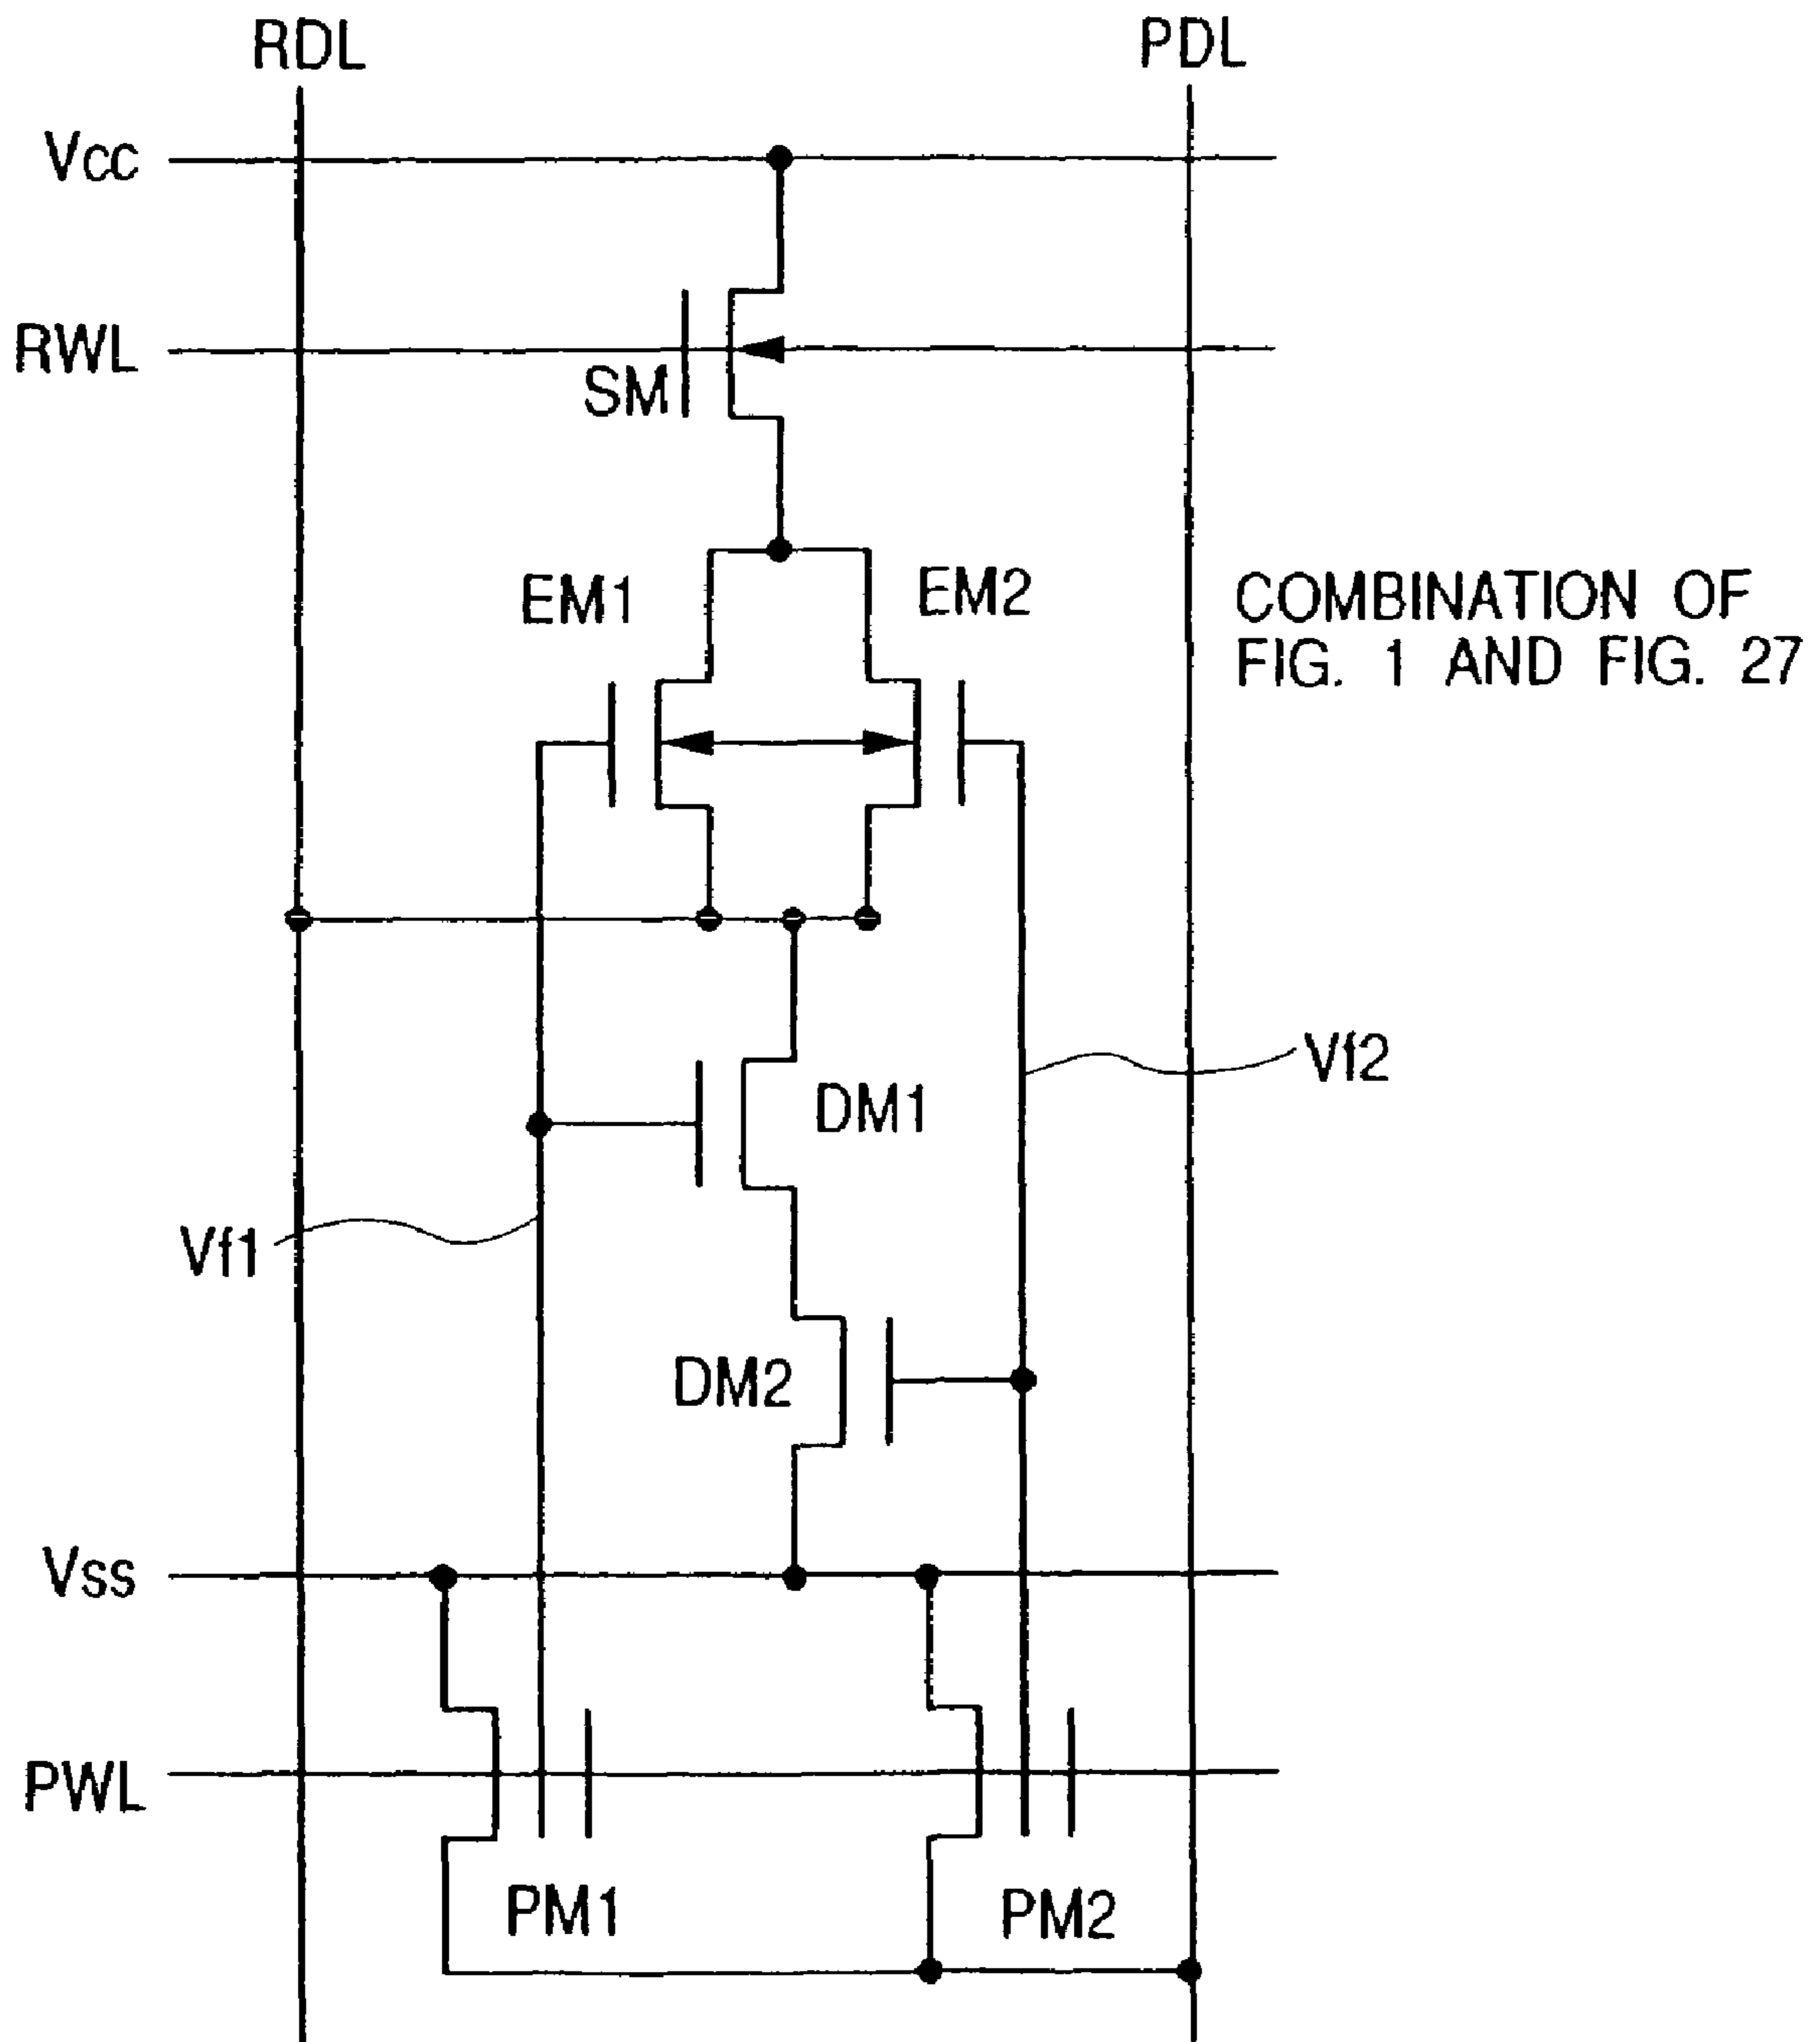 RDL PDL
Vcc
RWL
SM
EM1 EM2
COMBINATION OF
FIG. 1 AND FIG. 27
DM1
Vf2
Vf1
DM2
Vss
PWL
PM1 PM2